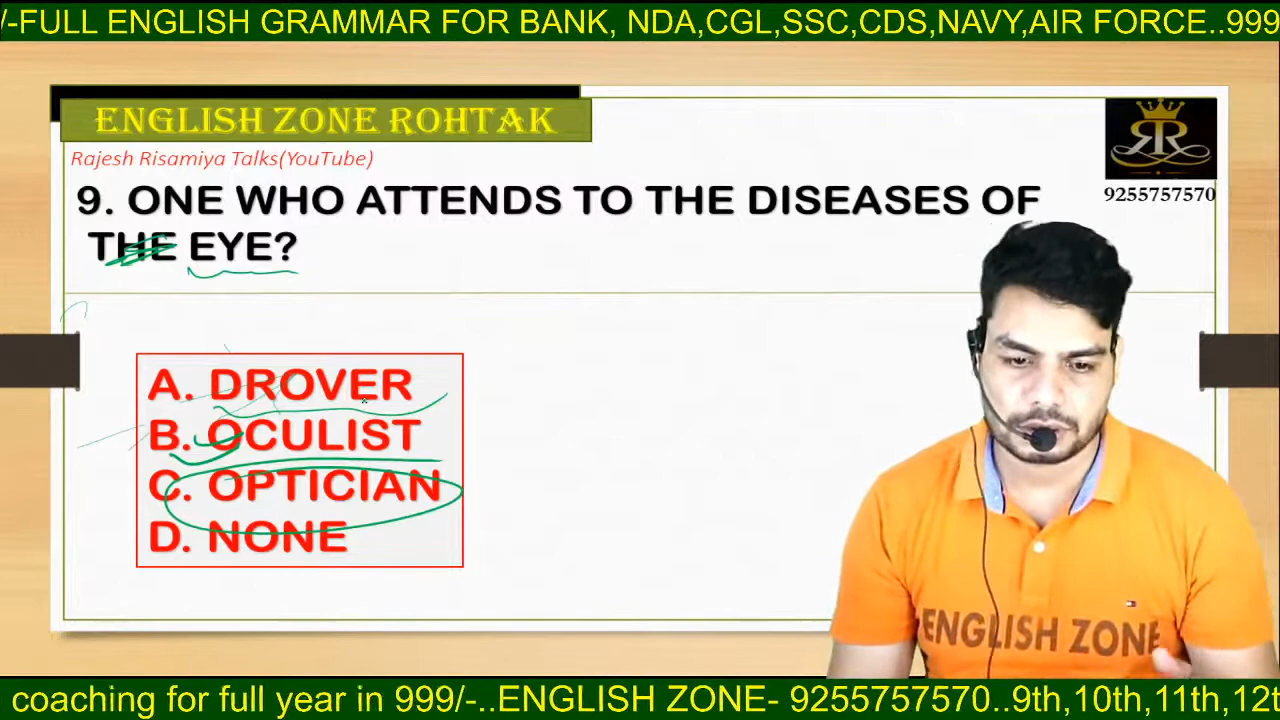 /-FULL ENGLISH GRAMMAR FOR BANK, NDA,CGL,SSC,CDS,NAVY,AIR FORCE..999
ENGLISH ZONE ROHTAK
Rajesh Risamiya Talks(YouTube)
RR
9255757570
9. ONE WHO ATTENDS TO THE DISEASES OF
THE EYE?
A. DROVER
B. OCULIST
C. OPTICIAN
D. NONE
ENGLISH ZONE
coaching for full year in 999/-..ENGLISH ZONE- 9255757570..9th,10th,11th,12t